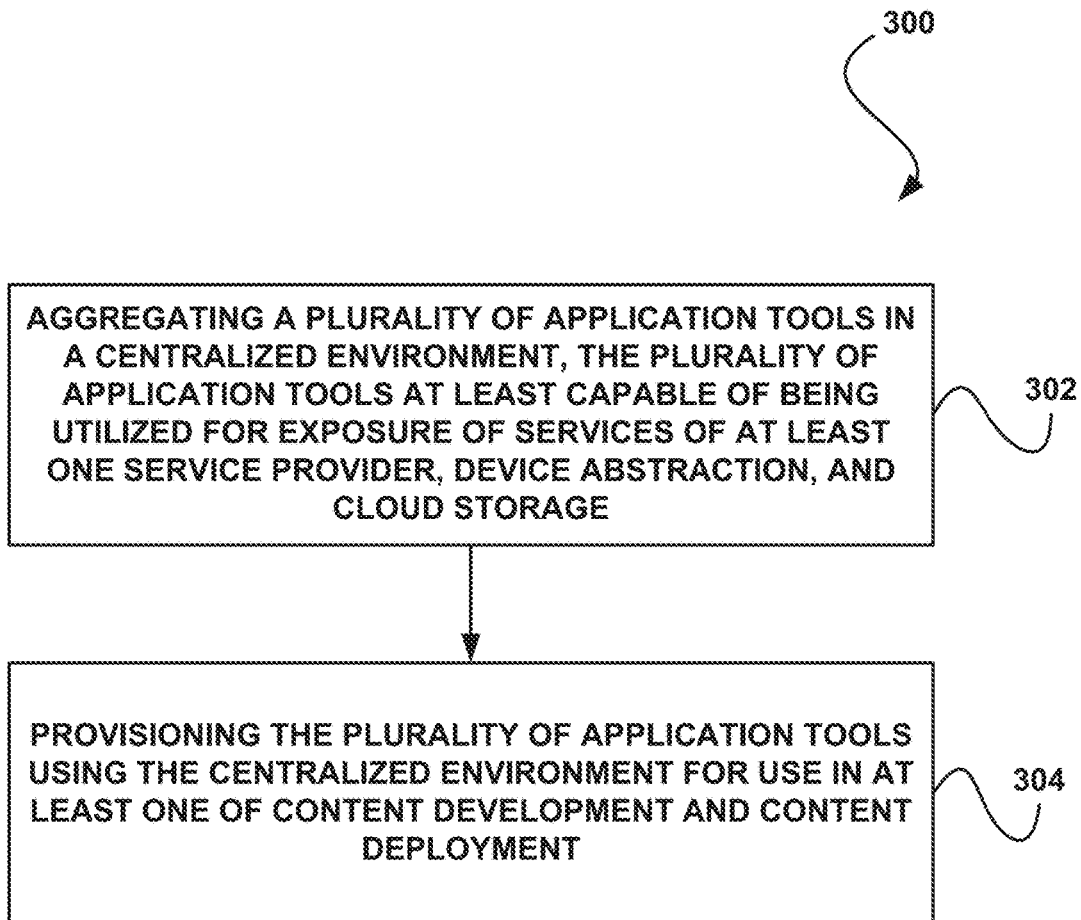 300
AGGREGATING A PLURALITY OF APPLICATION TOOLS IN
A CENTRALIZED ENVIRONMENT, THE PLURALITY OF
APPLICATION TOOLS AT LEAST CAPABLE OF BEING
UTILIZED FOR EXPOSURE OF SERVICES OF AT LEAST
ONE SERVICE PROVIDER, DEVICE ABSTRACTION, AND
CLOUD STORAGE
302
PROVISIONING THE PLURALITY OF APPLICATION TOOLS
USING THE CENTRALIZED ENVIRONMENT FOR USE IN AT
LEAST ONE OF CONTENT DEVELOPMENT AND CONTENT
DEPLOYMENT
304